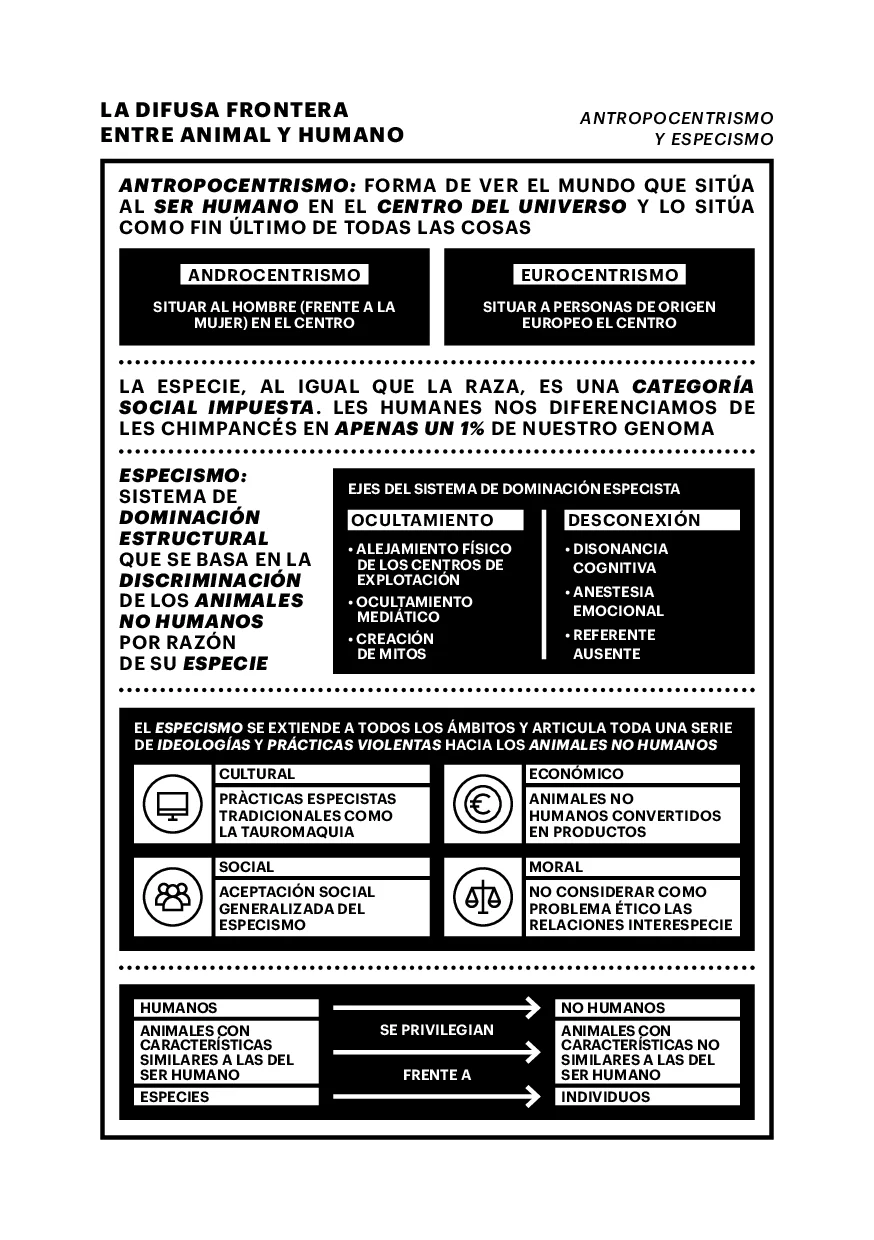 LA DIFUSA FRONTERA
ENTRE ANIMAL Y HUMANO
ANTROPOCENTRISMO
Y ESPECISMO
ANTROPOCENTRISMO: FORMA DE VER EL MUNDO QUE SITÚA
AL SER HUMANO EN EL CENTRO DEL UNIVERSO Y LO SITÚA
COMO FIN ÚLTIMO DE TODAS LAS COSAS
ANDROCENTRISMO
SITUAR AL HOMBRE (FRENTE A LA
MUJER) EN EL CENTRO
EUROCENTRISMO
SITUAR A PERSONAS DE ORIGEN
EUROPEO EL CENTRO
LA ESPECIE, AL IGUAL QUE LA RAZA, ES UNA CATEGORÍA
SOCIAL IMPUESTA. LES HUMANES NOS DIFERENCIAMOS DE
LES CHIMPANCÉS EN APENAS UN 1% DE NUESTRO GENOMA
ESPECISMO:
SISTEMA DE
DOMINACIÓN
ESTRUCTURAL
QUE SE BASA EN LA
DISCRIMINACIÓN
DE LOS ANIMALES
NO HUMANOS
POR RAZÓN
DE SU ESPECIE
EJES DEL SISTEMA DE DOMINACIÓN ESPECISTA
OCULTAMIENTO
• ALEJAMIENTO FÍSICO
DE LOS CENTROS DE
EXPLOTACIÓN
• OCULTAMIENTO
MEDIÁTICO
• CREACIÓN
DE MITOS
DESCONEXIÓN
• DISONANCIA
COGNITIVA
• ANESTESIA
EMOCIONAL
• REFERENTE
AUSENTE
EL ESPECISMO SE EXTIENDE A TODOS LOS ÁMBITOS Y ARTICULA TODA UNA SERIE
DE IDEOLOGÍAS Y PRÁCTICAS VIOLENTAS HACIA LOS ANIMALES NO HUMANOS
CULTURAL
PRÀCTICAS ESPECISTAS
TRADICIONALES COMO
LA TAUROMAQUIA
ECONÓMICO
ANIMALES NO
HUMANOS CONVERTIDOS
EN PRODUCTOS
SOCIAL
ACEPTACIÓN SOCIAL
GENERALIZADA DEL
ESPECISMO
MORAL
NO CONSIDERAR COMO
PROBLEMA ÉTICO LAS
RELACIONES INTERESPECIE
HUMANOS
ANIMALES CON
CARACTERÍSTICAS
SIMILARES A LAS DEL
SER HUMANO
ESPECIES
SE PRIVILEGIAN
FRENTE A
NO HUMANOS
ANIMALES CON
CARACTERÍSTICAS NO
SIMILARES A LAS DEL
SER HUMANO
INDIVIDUOS